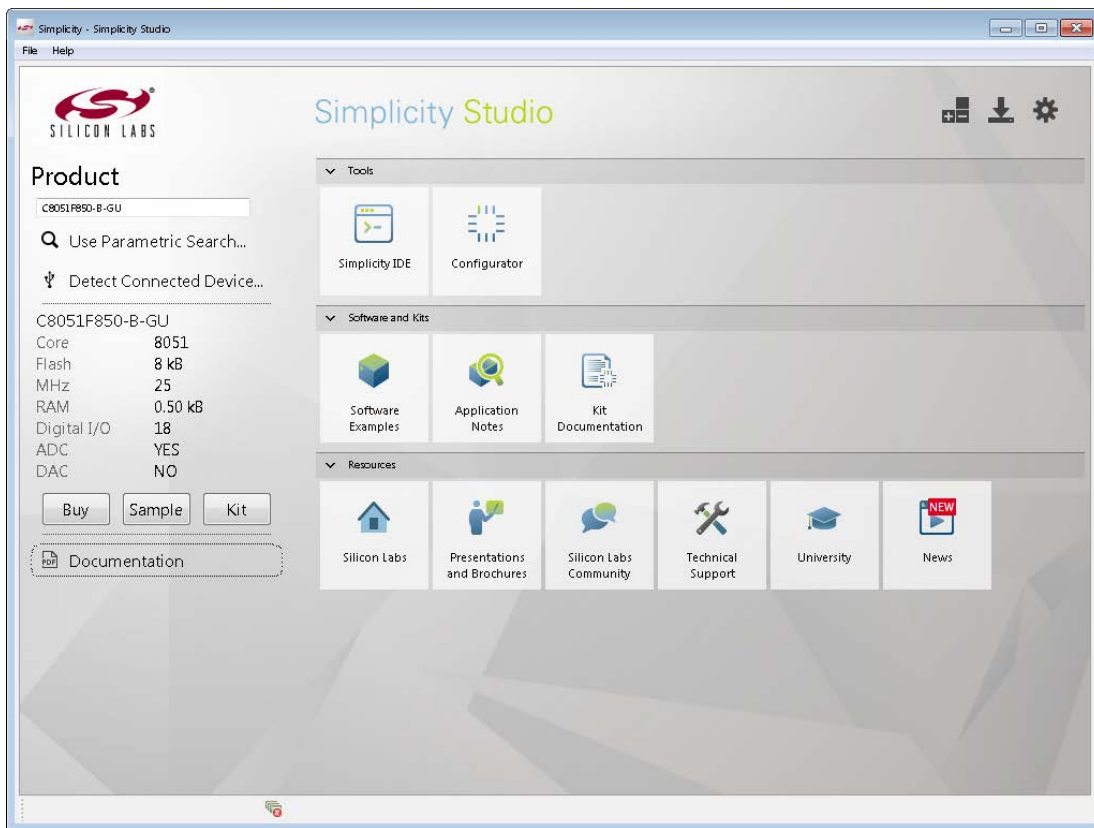 Simplicity - Simplicity Studio
File Help
SILICON LABS
Simplicity Studio
Product
C8051F850-B-GU
Use Parametric Search...
Detect Connected Device...
C8051F850-B-GU
Core 8051
Flash 8 kB
MHz 25
RAM 0.50 kB
Digital I/O 18
ADC YES
DAC NO
Buy Sample Kit
PDF Documentation
Tools
Simplicity IDE
Configurator
Software and Kits
Software
Examples
Application
Notes
Kit
Documentation
Resources
Silicon Labs
Presentations
and Brochures
Silicon Labs
Community
Technical
Support
University
NEW
News